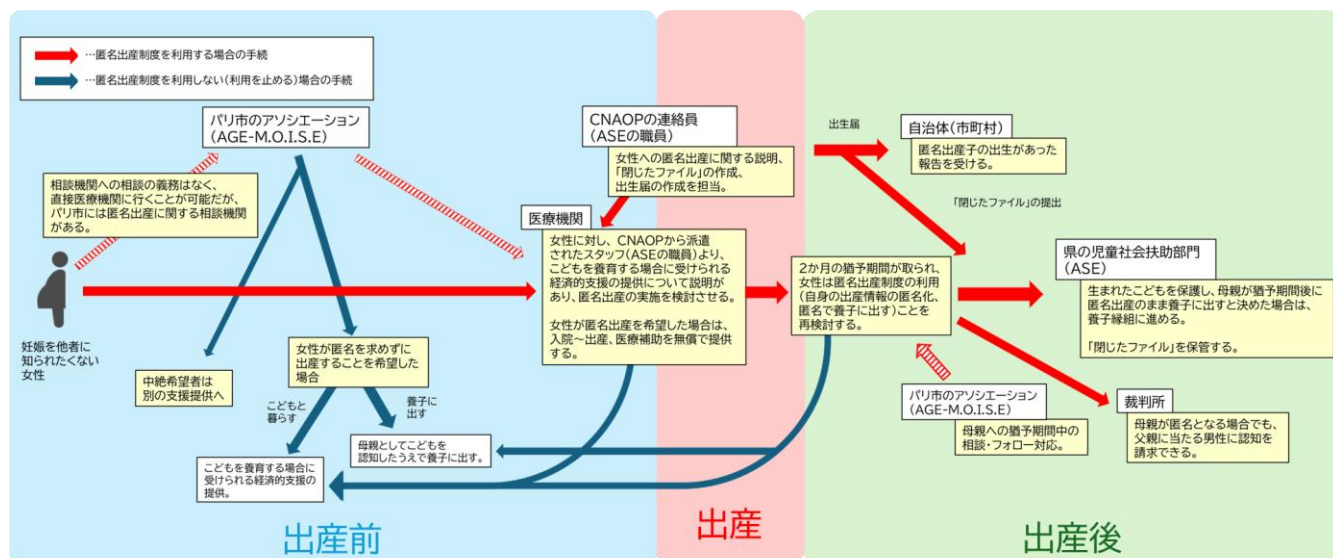 …匿名出産制度を利用する場合の手続
…匿名出産制度を利用しない（利用を止める）場合の手続
パリ市のアソシエーション
（AGE-M.O.I.S.E）
相談機関への相談の義務はなく、
直接医療機関に行くことが可能だが、
パリ市には匿名出産に関する相談機関
がある。
妊娠を他者に
知られたくない
女性
中絶希望者は
別の支援提供へ
女性が匿名を求めずに
出産することを希望した
場合
こどもと
暮らす
養子に
出す
母親としてこどもを
認知したうえで養子に出す。
こどもを養育する場合に
受けられる経済的支援の
提供。
CNAOPの連絡員
（ASEの職員）
女性への匿名出産に関する説明、
「閉じたファイル」の作成、
出生届の作成を担当。
医療機関
女性に対し、CNAOPから派遣
されたスタッフ（ASEの職員）より、
こどもを養育する場合に受けられる
経済的支援の提供について説明
があり、匿名出産の実施を検討させる。
女性が匿名出産を希望した場合は、
入院～出産、医療補助を無償で提供
する。
2か月の猶予期間が取られ、
女性は匿名出産制度の利用
（自身の出産情報の匿名化、
匿名で養子に出す）ことを
再検討する。
出生届
自治体（市町村）
匿名出産子の出生があった
報告を受ける。
「閉じたファイル」の提出
県の児童社会扶助部門
（ASE）
生まれたこどもを保護し、母親が猶予期間後に
匿名出産のまま養子に出すと決めた場合は、
養子縁組に進める。
「閉じたファイル」を保管する。
パリ市のアソシエーション
（AGE-M.O.I.S.E）
母親への猶予期間中の
相談・フォロー対応。
裁判所
母親が匿名となる場合でも、
父親に当たる男性に認知を
請求できる。
出産前
出産
出産後